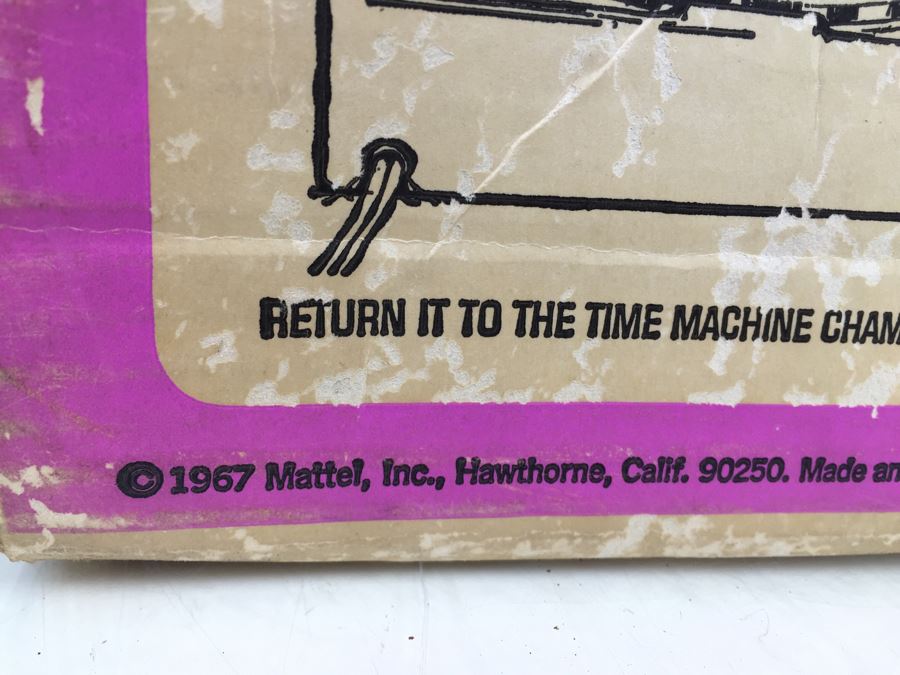 RETURN IT TO THE TIME MACHINE CHAM
© 1967 Mattel, Inc., Hawthorne, Calif. 90250. Made an